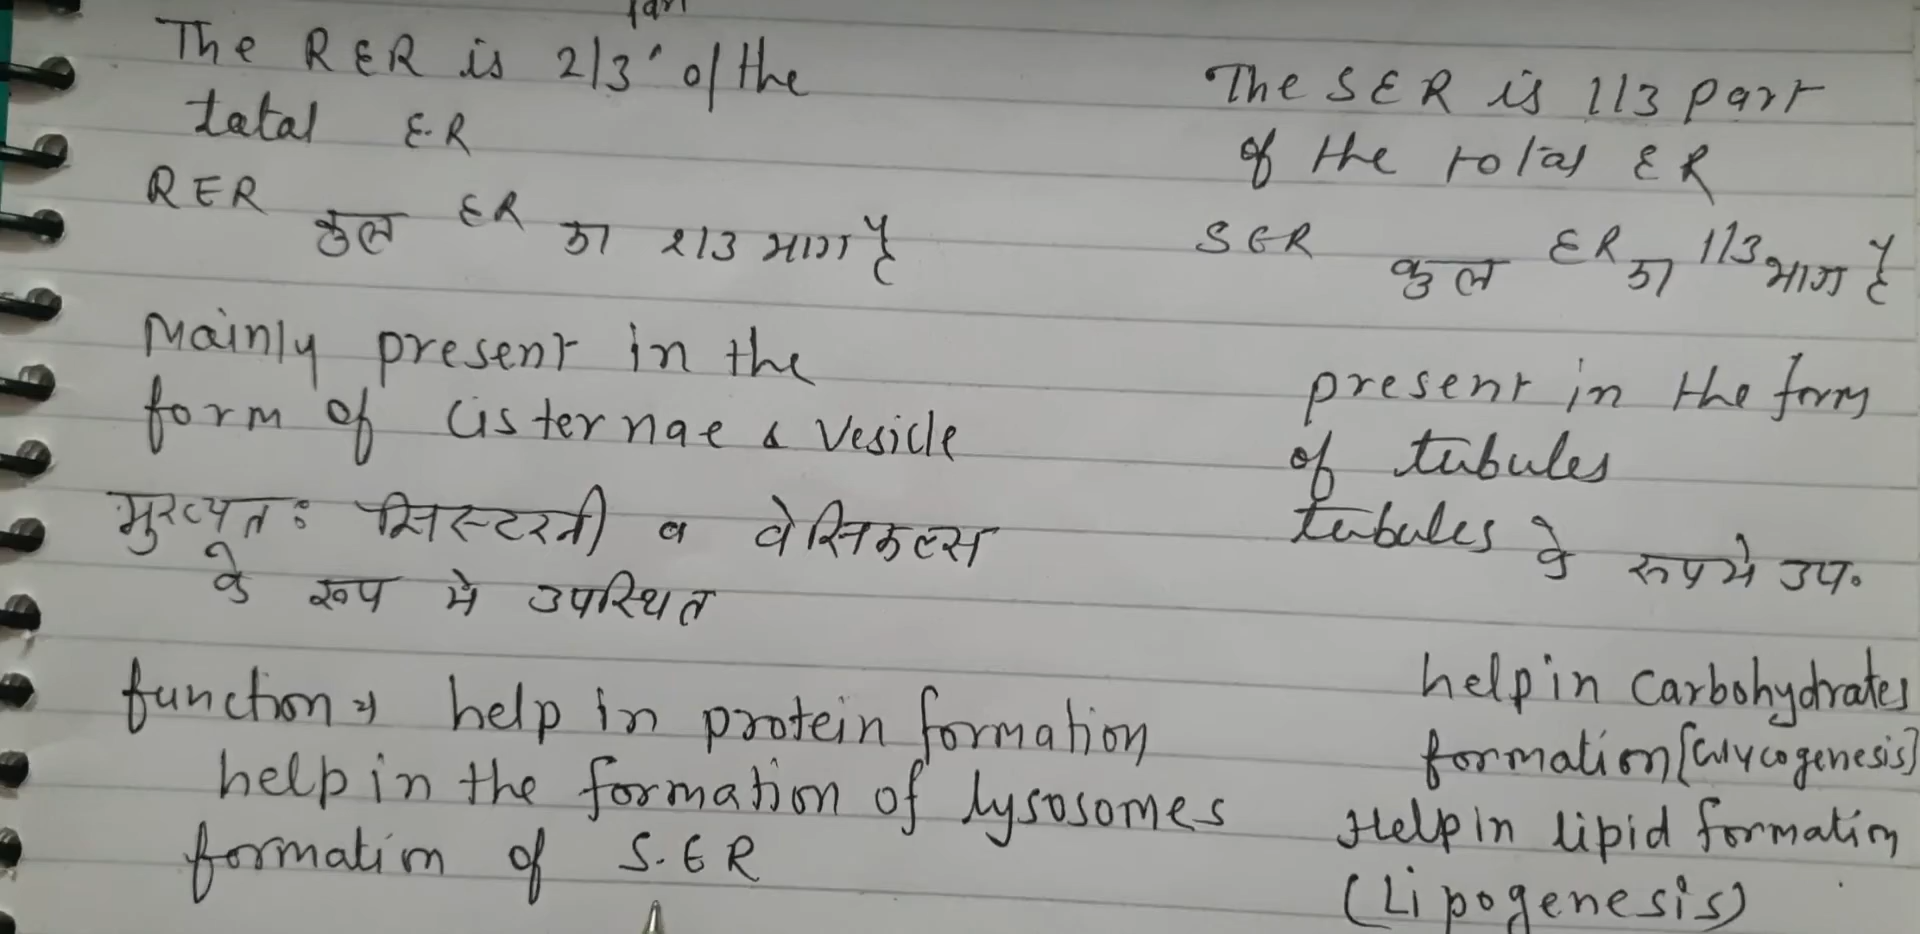 The RER is 2/3 of the
tatal E.R
RER कुल ER का 2/3 भाग है
Mainly present in the
form of Cisternae & Vesicle
मुख्यतः सिस्टरनी व वेसिकल्स
के रूप मे उपस्थित
function → help in protein formation
help in the formation of lysosomes
formation of S.ER
The SER is 1/3 part
of the total ER
SER कुल ER का 1/3 भाग है
present in the form
of tubules
tubules के रूप मे उप.
help in Carbohydrates
formation [Glycogenesis]
Help in lipid formation
(Lipogenesis)